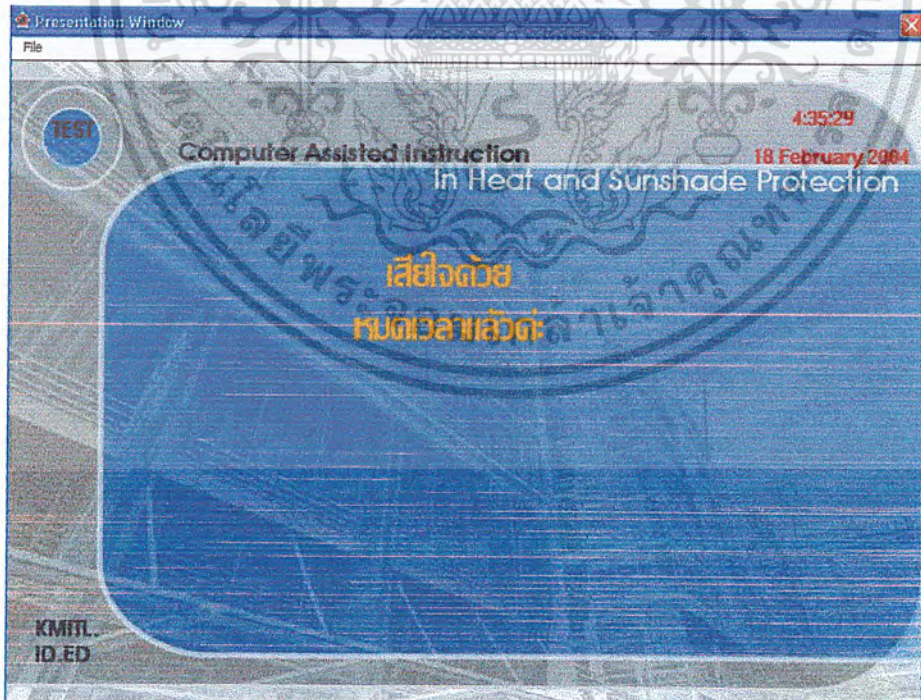 Presentation Window
File
TEST
4:35:29
Computer Assisted Instruction
18 February 2004
In Heat and Sunshade Protection
เสียใจด้วย
หมดเวลาแล้วค่ะ
KMITL.
ID.ED